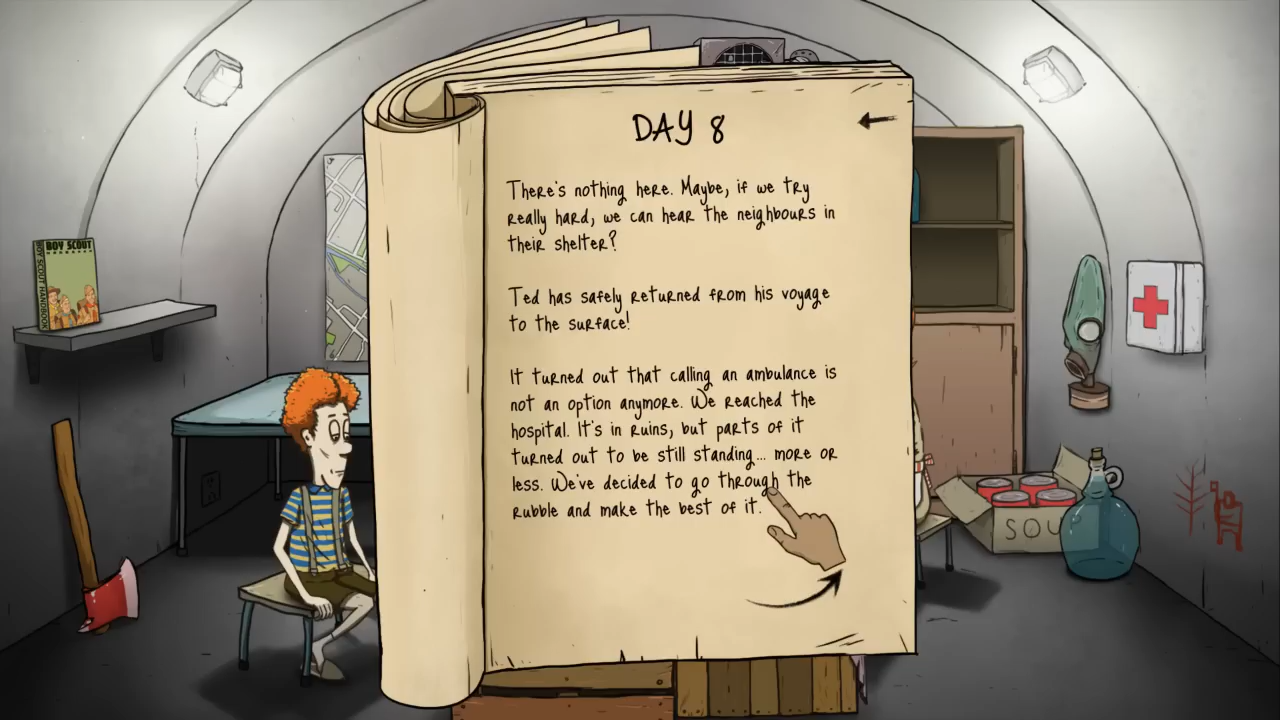 DAY 8
There's nothing here. Maybe, if we try
really hard, we can hear the neighbours in
their shelter?
Ted has safely returned from his voyage
to the surface!
It turned out that calling an ambulance is
not an option anymore. We reached the
hospital. It's in ruins, but parts of it
turned out to be still standing... more or
less. We've decided to go through the
rubble and make the best of it.
BOY SCOUT
BOY SCOUT HANDBOOK
SOU